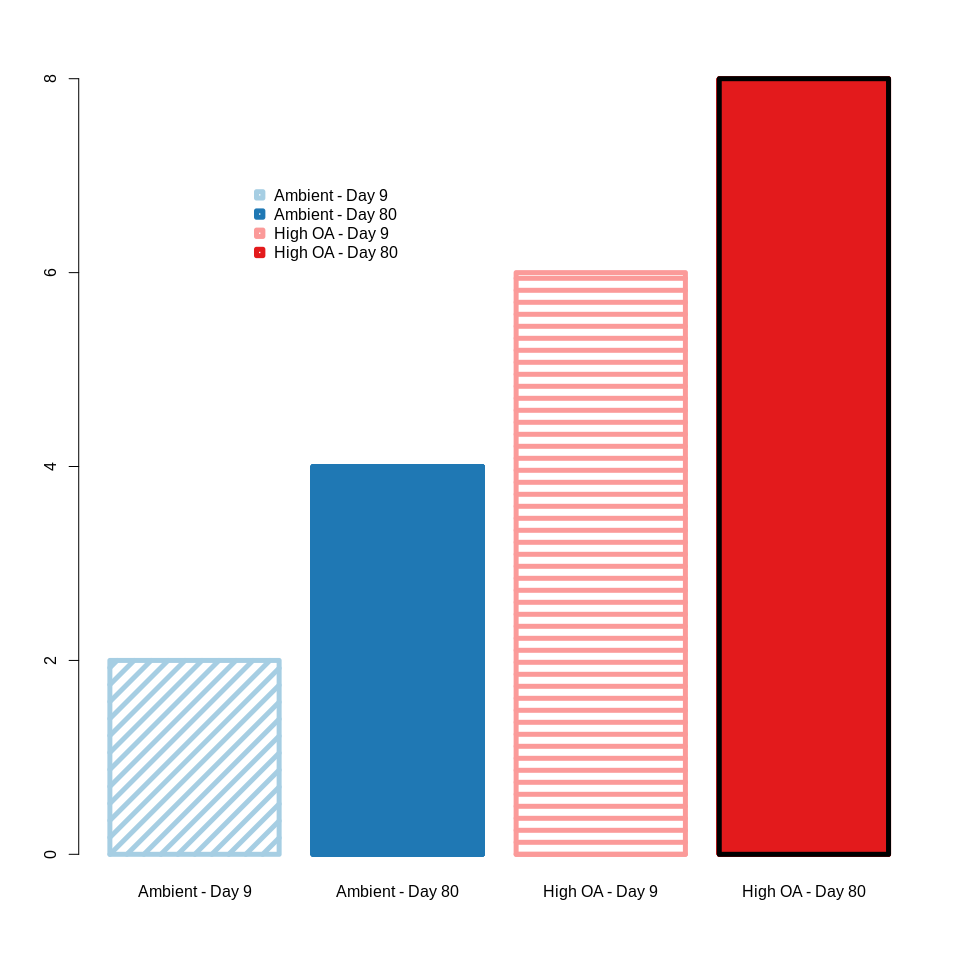 8
6
4
2
0
Ambient - Day 9
Ambient - Day 80
High OA - Day 9
High OA - Day 80
Ambient - Day 9
Ambient - Day 80
High OA - Day 9
High OA - Day 80